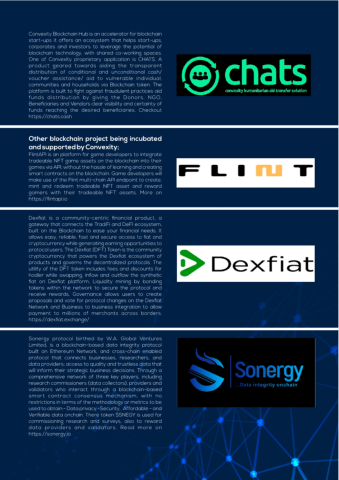 Convexity Blockchain Hub is an accelerator for blockchain
start-ups it offers an ecosystem that helps start-ups,
corporates and investors to leverage the potential of
blockchain technology, with shared co-working spaces.
One of Convexity proprietary application is CHATS. A
product geared towards aiding the transparent
distribution of conditional and unconditional cash/
voucher assistance/ aid to vulnerable individual,
communities and households via Blockchain token. The
platform is built to fight against fraudulent practices aid
funds distribution by giving the Donors, NGO,
Beneficiaries and Vendors clear visibility and certainty of
funds reaching the desired beneficiaries. Checkout
https://chats.cash
chats
convexity humanitarian aid transfer solution
Other blockchain project being incubated
and supported by Convexity;
FlintAPI is an platform for game developers to integrate
tradeable NFT game assets on the blockchain into their
games via API, without the hassle of learning and creating
smart contracts on the blockchain. Game developers will
make use of the Flint multi-chain API endpoint to create,
mint and redeem tradeable NFT asset and reward
gamers with their tradeable NFT assets. More on
https://flintapi.io
FLINT
Dexfiat is a community-centric financial product, a
gateway that connects the TradiFi and DeFi ecosystem,
built on the Blockchain to ease your financial needs. It
allows easy, reliable, fast and secure access to fiat and
cryptocurrency while generating earning opportunities to
protocol users. The Dexfiat (DFT) Token is the community
cryptocurrency that powers the Dexfiat ecosystem of
products and governs the decentralised protocols. The
utility of the DFT token includes fees and discounts for
hodler while swapping, inflow and outflow the synthetic
fiat on Dexfiat platform, Liquidity mining by bonding
tokens within the network to secure the protocol and
receive rewards, Governance allows users to create
proposals and vote for protocol changes on the Dexfiat
Network and Business to business integration to allow
payment to millions of merchants across borders.
https://dexfiat.exchange/
Dexfiat
Sonergy protocol birthed by W.A. Global Ventures
Limited, is a blockchain-based data integrity protocol
built on Ethereum Network, and cross-chain enabled
protocol that connects businesses, researchers, and
data providers, access to quality and trustless data that
will inform their strategic business decisions. Through a
comprehensive network of three key players, including
research commissioners (data collectors), providers and
validators who interact through a blockchain-based
smart contract consensus mechanism, with no
restrictions in terms of the methodology or metrics to be
used to obtain - Data privacy - Security, Affordable - and
Verifiable data onchain. There token $SNEGY is used for
commissioning research and surveys, also to reward
data providers and validators. Read more on
https://sonergy.io
Sonergy
Data integrity onchain